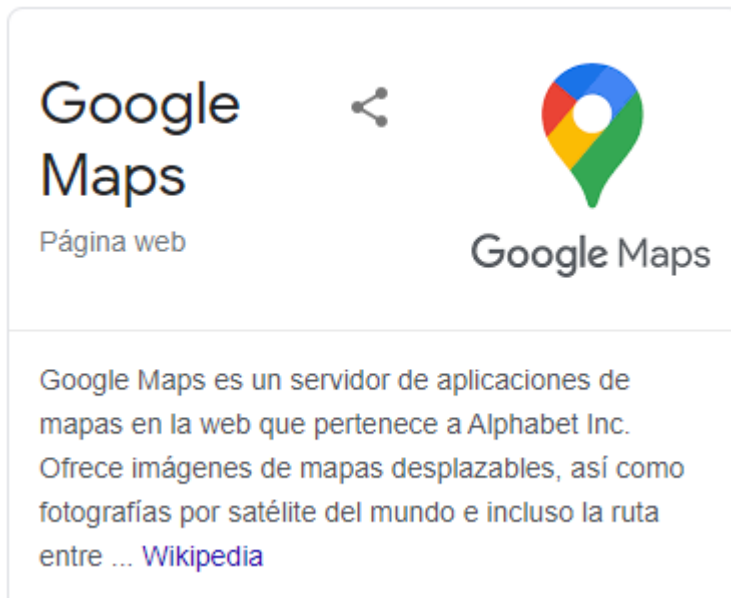 Google
Maps
Página web
Google Maps
Google Maps es un servidor de aplicaciones de
mapas en la web que pertenece a Alphabet Inc.
Ofrece imágenes de mapas desplazables, así como
fotografías por satélite del mundo e incluso la ruta
entre ... Wikipedia